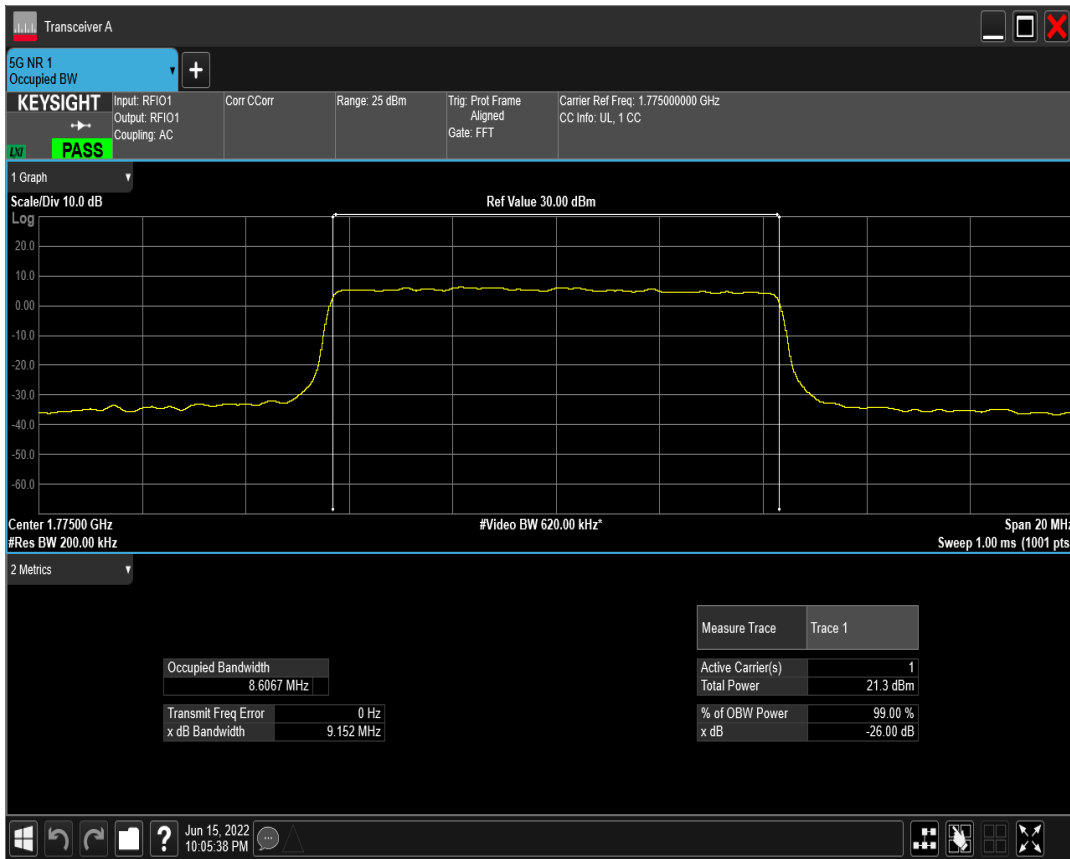 Transceiver A
5G NR 1
Occupied BW
KEYSIGHT
LXI
PASS
Input: RFIO1
Output: RFIO1
Coupling: AC
Corr CCorr
Range: 25 dBm
Trig: Prot Frame
Aligned
Gate: FFT
Carrier Ref Freq: 1.775000000 GHz
CC Info: UL, 1 CC
1 Graph
Scale/Div 10.0 dB
Ref Value 30.00 dBm
Log
20.0
10.0
0.00
-10.0
-20.0
-30.0
-40.0
-50.0
-60.0
Center 1.77500 GHz
#Video BW 620.00 kHz*
Span 20 MHz
#Res BW 200.00 kHz
Sweep 1.00 ms (1001 pts
2 Metrics
Measure Trace Trace 1
Occupied Bandwidth
8.6067 MHz
Active Carrier(s) 1
Total Power 21.3 dBm
Transmit Freq Error 0 Hz
x dB Bandwidth 9.152 MHz
% of OBW Power 99.00 %
x dB -26.00 dB
Jun 15, 2022
10:05:38 PM